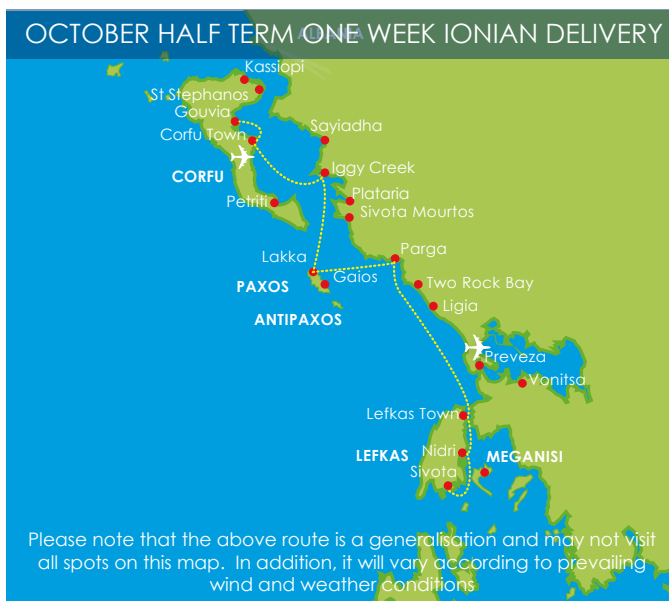 OCTOBER HALF TERM ONE WEEK IONIAN DELIVERY
ALBANIA
Kassiopi
St Stephanos
Gouvia
Corfu Town
Sayiadha
CORFU
Iggy Creek
Plataria
Petriti
Sivota Mourtos
Parga
Lakka
Gaios
Two Rock Bay
PAXOS
Ligia
ANTIPAXOS
Preveza
Vonitsa
Lefkas Town
LEFKAS
Nidri
MEGANISI
Sivota
Please note that the above route is a generalisation and may not visit
all spots on this map.  In addition, it will vary according to prevailing
wind and weather conditions